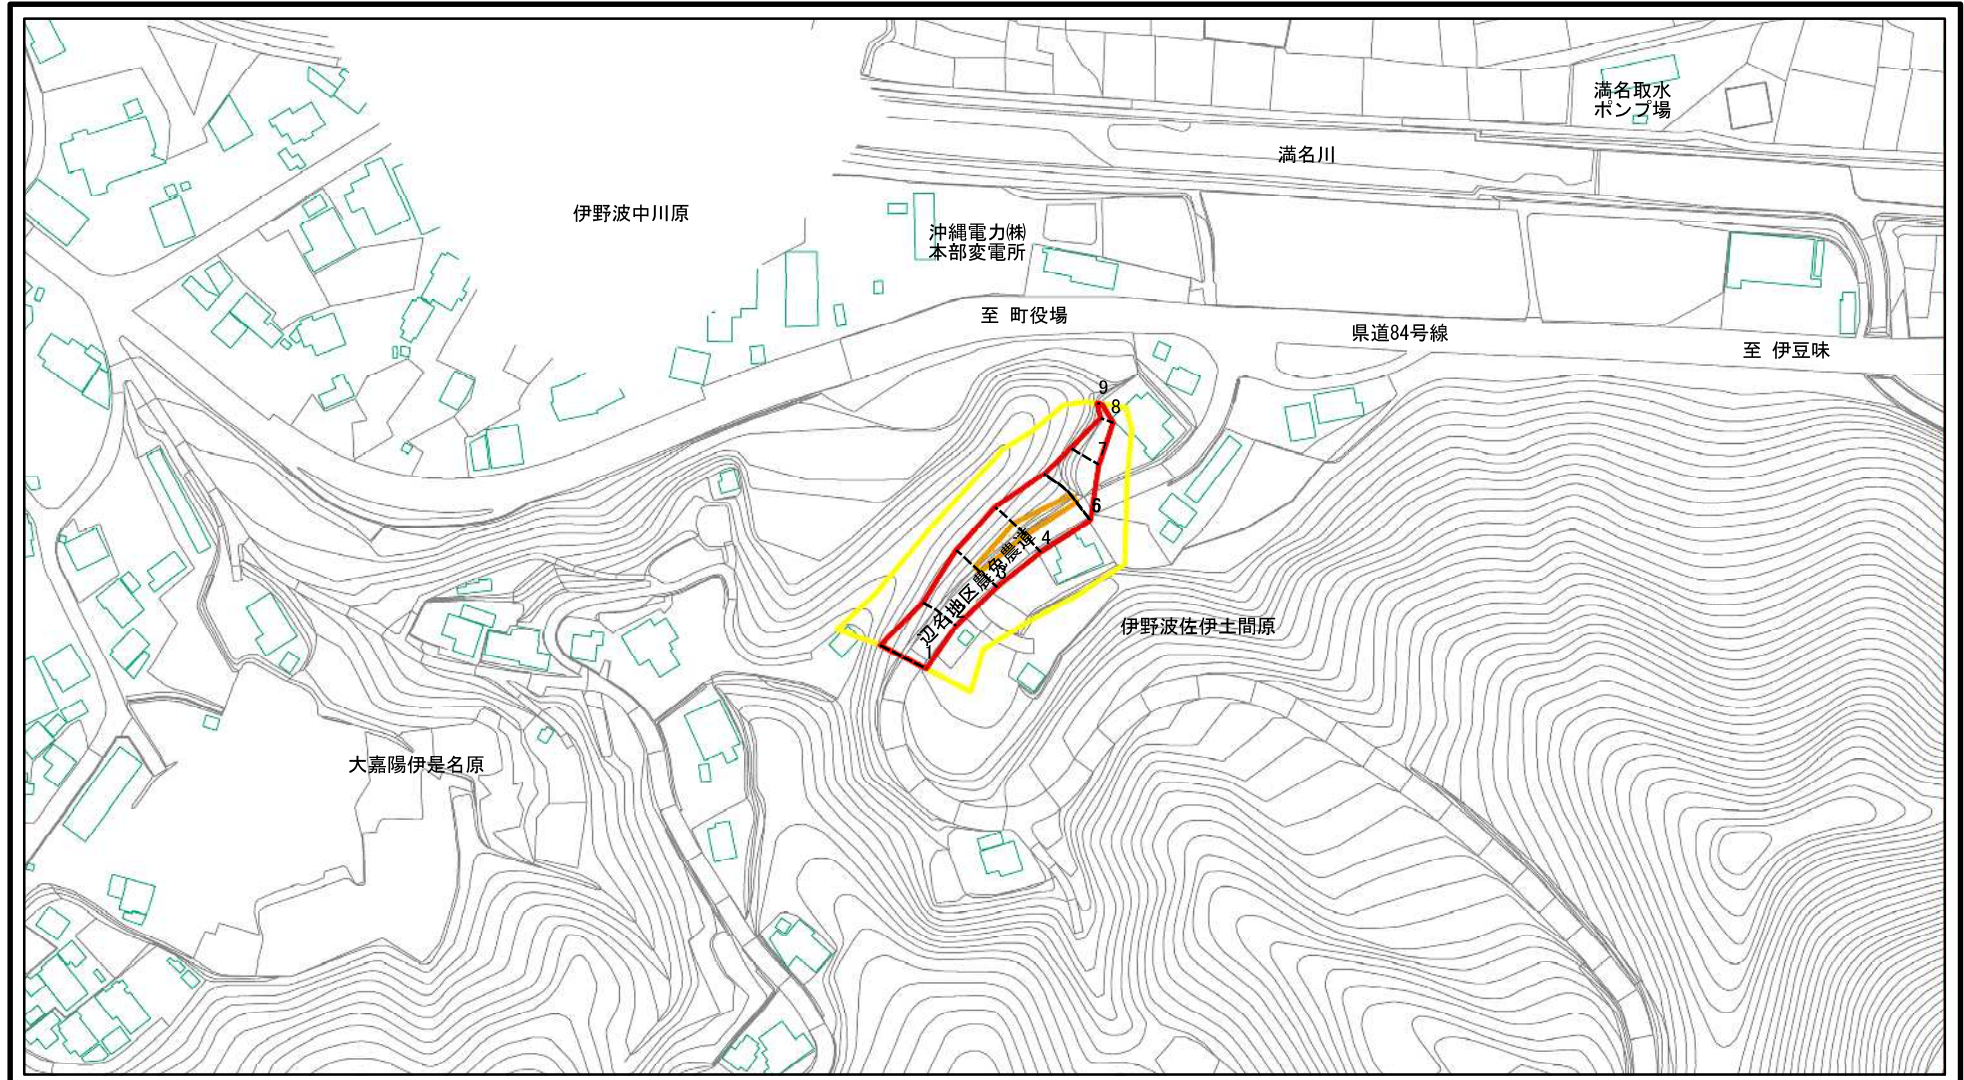 満名取水
ポンプ場
満名川
伊野波中川原
沖縄電力㈱
本部変電所
至 町役場
県道84号線
至 伊豆味
9
8
7
6
4
辺名地区農免農道
1
伊野波佐伊土間原
大嘉陽伊是名原